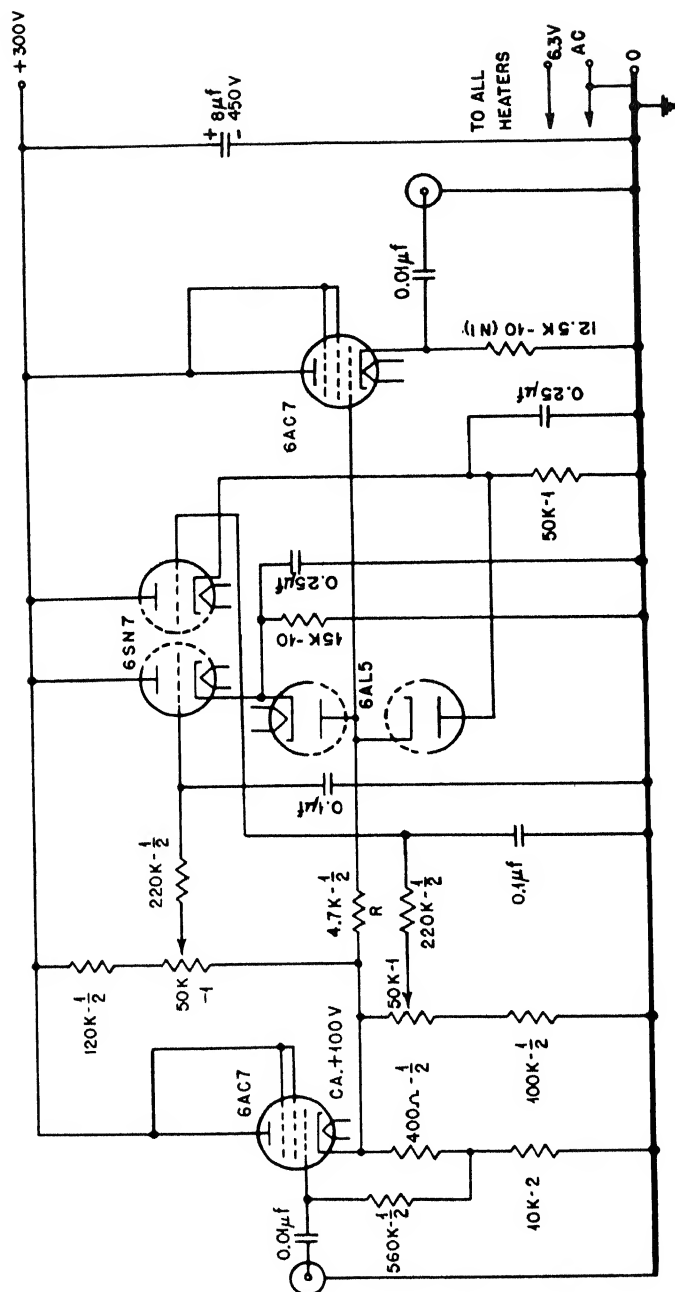 +300V
+ 8µf
- 450V
TO ALL
HEATERS
6.3V
AC
0
0.01µf
12.5K-10 (N1)
6AC7
0.25µf
50K-1
6SN7
0.25µf
15K-10
6AL5
0.1µf
220K-½
4.7K-½
R
220K-½
0.1µf
120K-½
50K
-1
50K-1
CA.+100V
6AC7
400Ω-½
100K-½
0.01µf
560K-½
10K-2